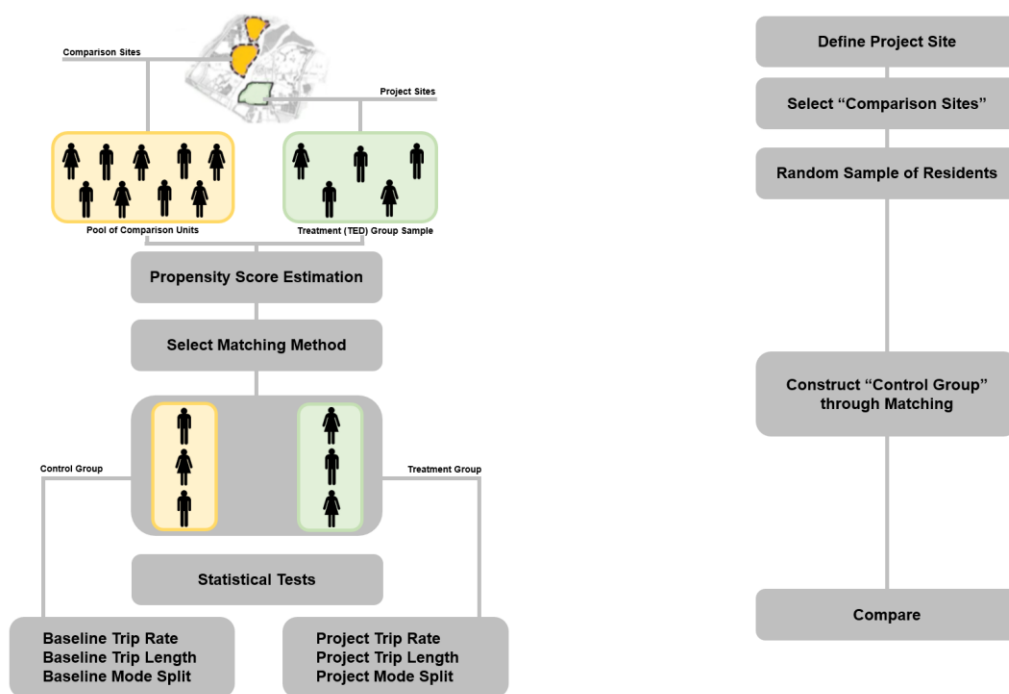 Comparison Sites
Project Sites
Pool of Comparison Units
Treatment (TED) Group Sample
Propensity Score Estimation
Select Matching Method
Control Group
Treatment Group
Statistical Tests
Baseline Trip Rate
Baseline Trip Length
Baseline Mode Split
Project Trip Rate
Project Trip Length
Project Mode Split
Define Project Site
Select “Comparison Sites”
Random Sample of Residents
Construct “Control Group”
through Matching
Compare